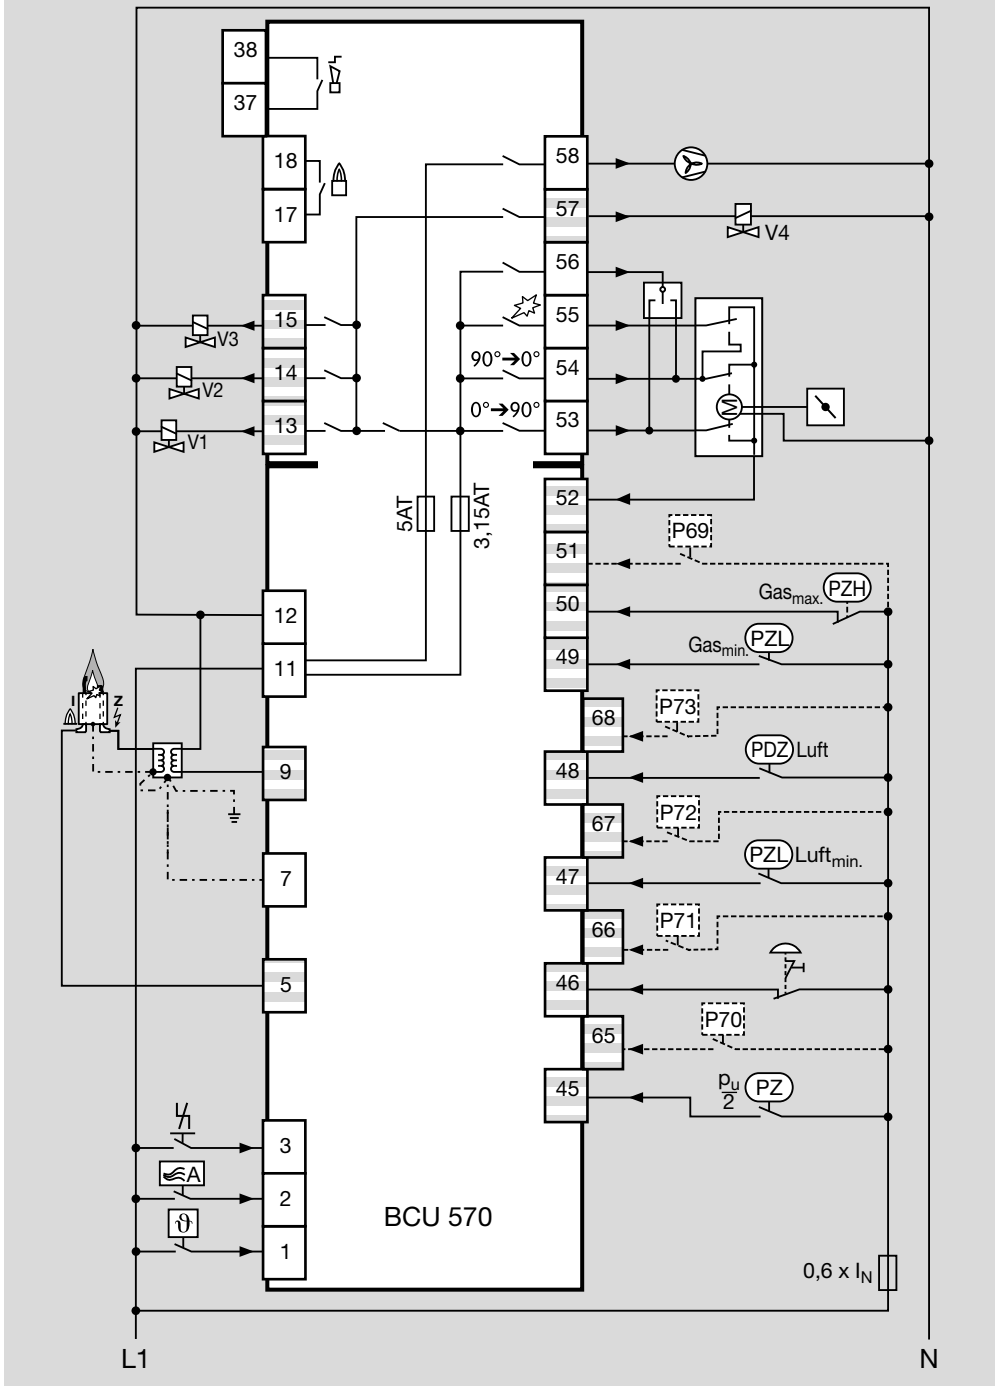 38
37
18
17
58
57
V4
56
15
V3
55
14
V2
90°→0°
54
13
V1
0°→90°
53
M
5AT
3,15AT
52
P69
51
Gasmax. PZH
50
Gasmin. PZL
49
12
11
I
Z
P73
68
PDZ Luft
48
9
P72
67
PZL Luftmin.
47
7
P71
66
46
5
P70
65
pu
2
PZ
45
3
A
2
ϑ
1
BCU 570
0,6 x IN
L1
N